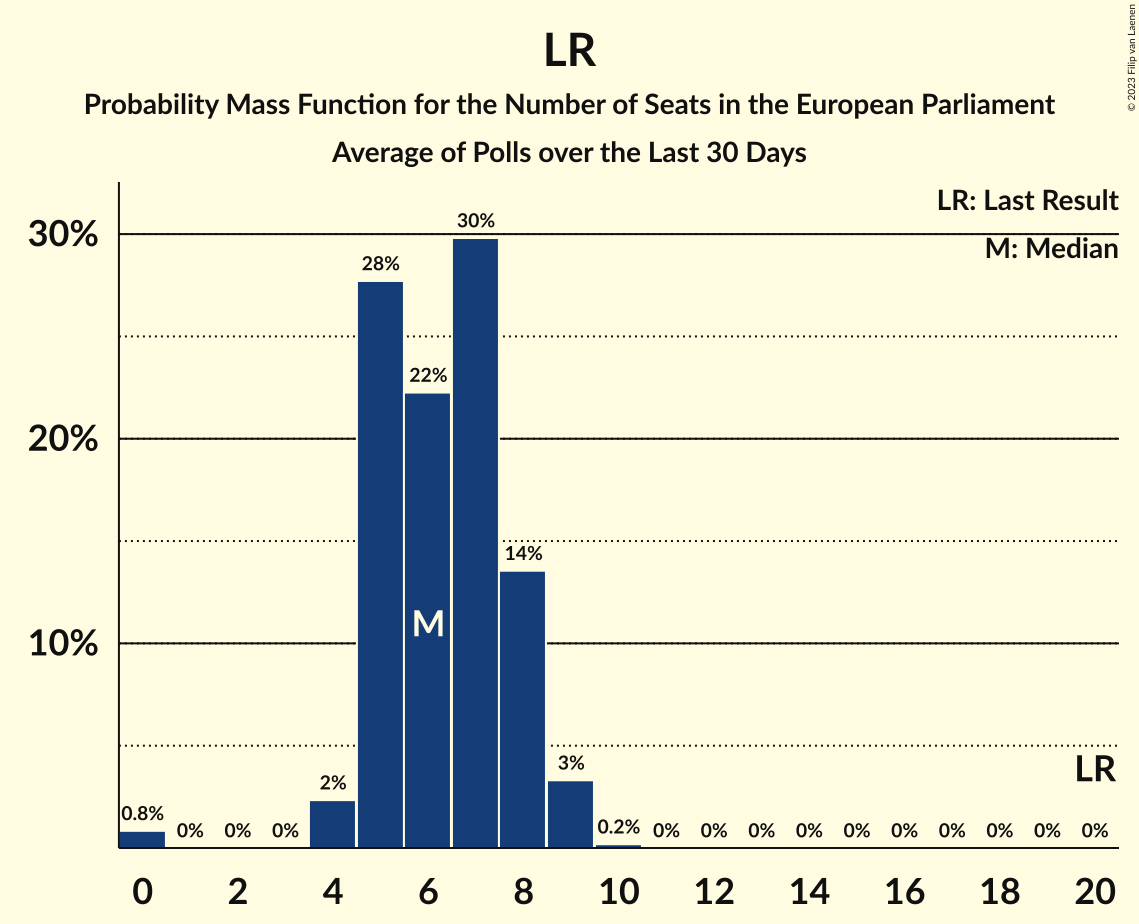 LR
© 2023 Filip van Laenen
Probability Mass Function for the Number of Seats in the European Parliament
Average of Polls over the Last 30 Days
LR: Last Result
M: Median
30%
20%
10%
0.8%
0%
0%
0%
2%
28%
22%
30%
14%
3%
0.2%
0%
0%
0%
0%
0%
0%
0%
0%
0%
0%
M
LR
0 2 4 6 8 10 12 14 16 18 20